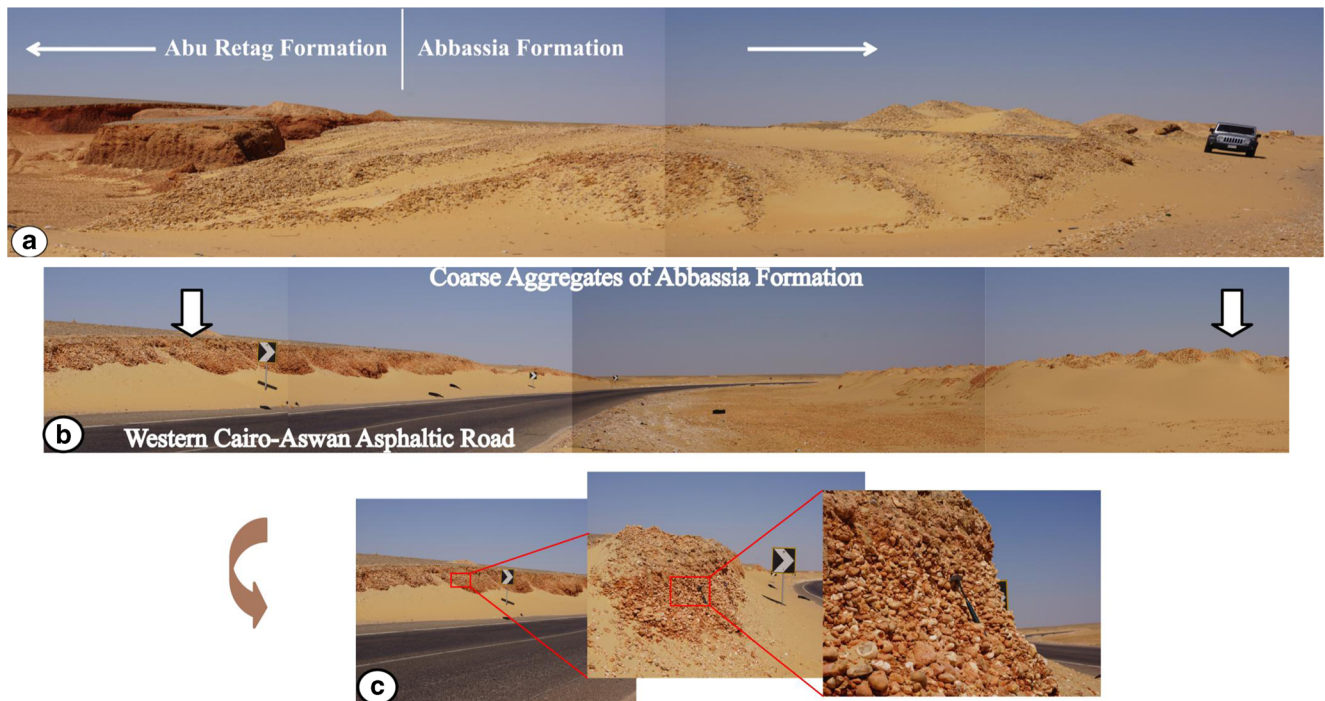 Abu Retag Formation
Abbassia Formation
a
Coarse Aggregates of Abbassia Formation
b
Western Cairo-Aswan Asphaltic Road
c